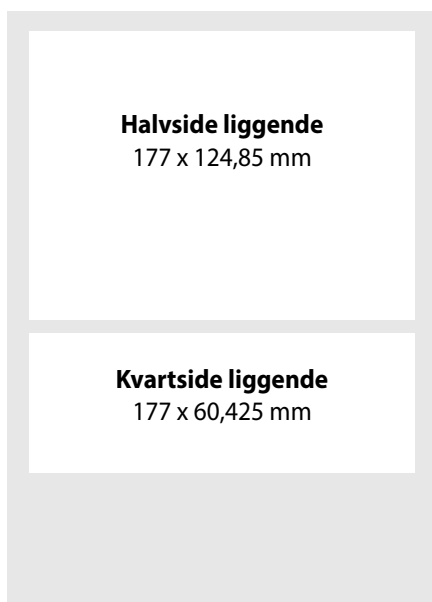 Halvside liggende
177 x 124,85 mm
Kvartside liggende
177 x 60,425 mm